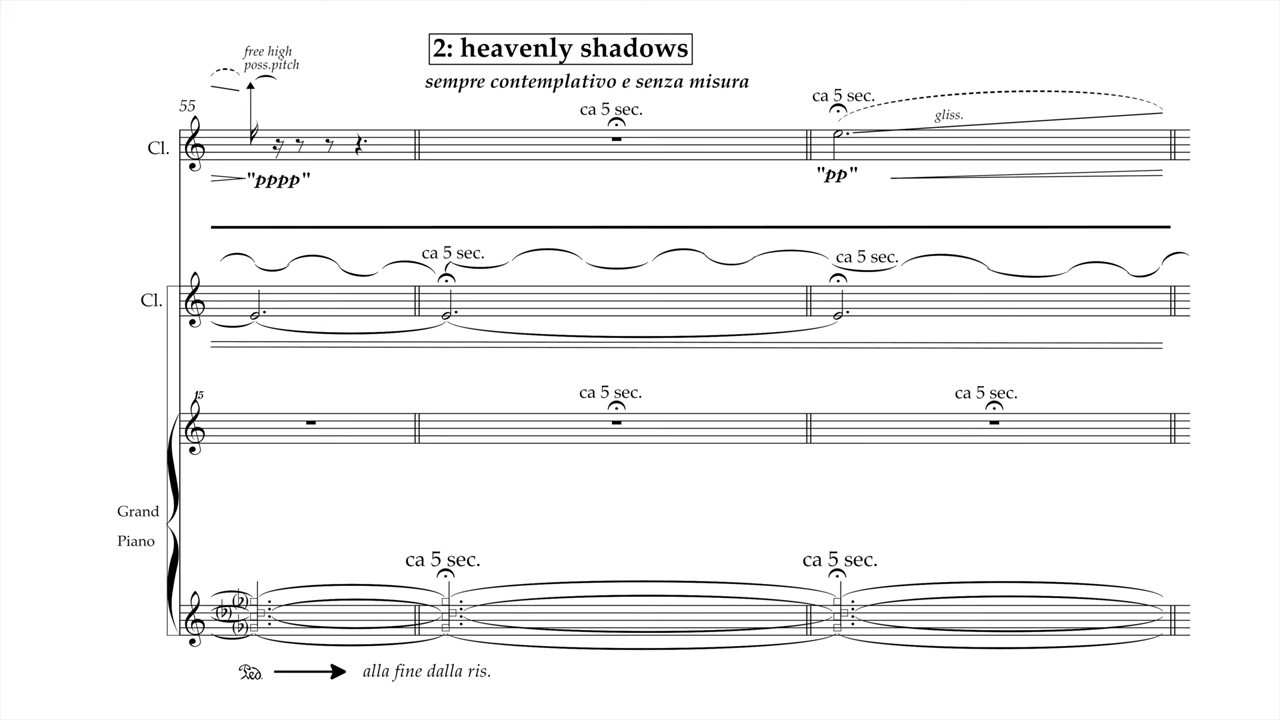 2: heavenly shadows
sempre contemplativo e senza misura
free high
poss.pitch
55
ca 5 sec.
ca 5 sec.
gliss.
Cl.
"pppp"
"pp"
ca 5 sec.
ca 5 sec.
Cl.
15
ca 5 sec.
ca 5 sec.
Grand
Piano
ca 5 sec.
ca 5 sec.
Ped. alla fine dalla ris.